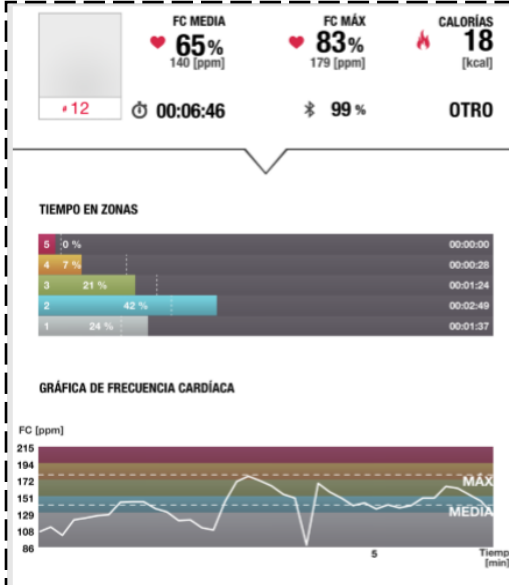 FC MEDIA
65%
140 [ppm]
FC MÁX
83%
179 [ppm]
CALORÍAS
18
[kcal]
#12
00:06:46
99 %
OTRO
TIEMPO EN ZONAS
5 0 % 00:00:00
4 7 % 00:00:28
3 21 % 00:01:24
2 42 % 00:02:49
1 24 % 00:01:37
GRÁFICA DE FRECUENCIA CARDÍACA
FC [ppm]
215
194
172
151
129
108
86
MÁX
MEDIA
5
Tiemp
[min]